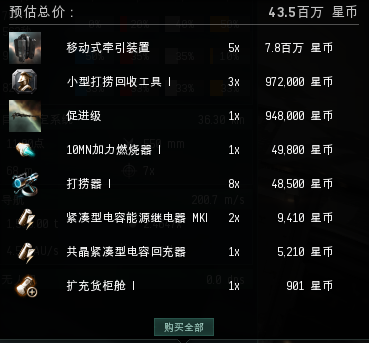 预估总价： 43.5百万 星币
移动式牵引装置 5x 7.8百万 星币
小型打捞回收工具 I 3x 972,000 星币
促进级 1x 948,000 星币
10MN加力燃烧器 I 1x 49,800 星币
打捞器 I 8x 48,500 星币
紧凑型电容能源继电器 MKI 2x 9,410 星币
共晶紧凑型电容回充器 1x 5,210 星币
扩充货柜舱 I 1x 901 星币
购买全部